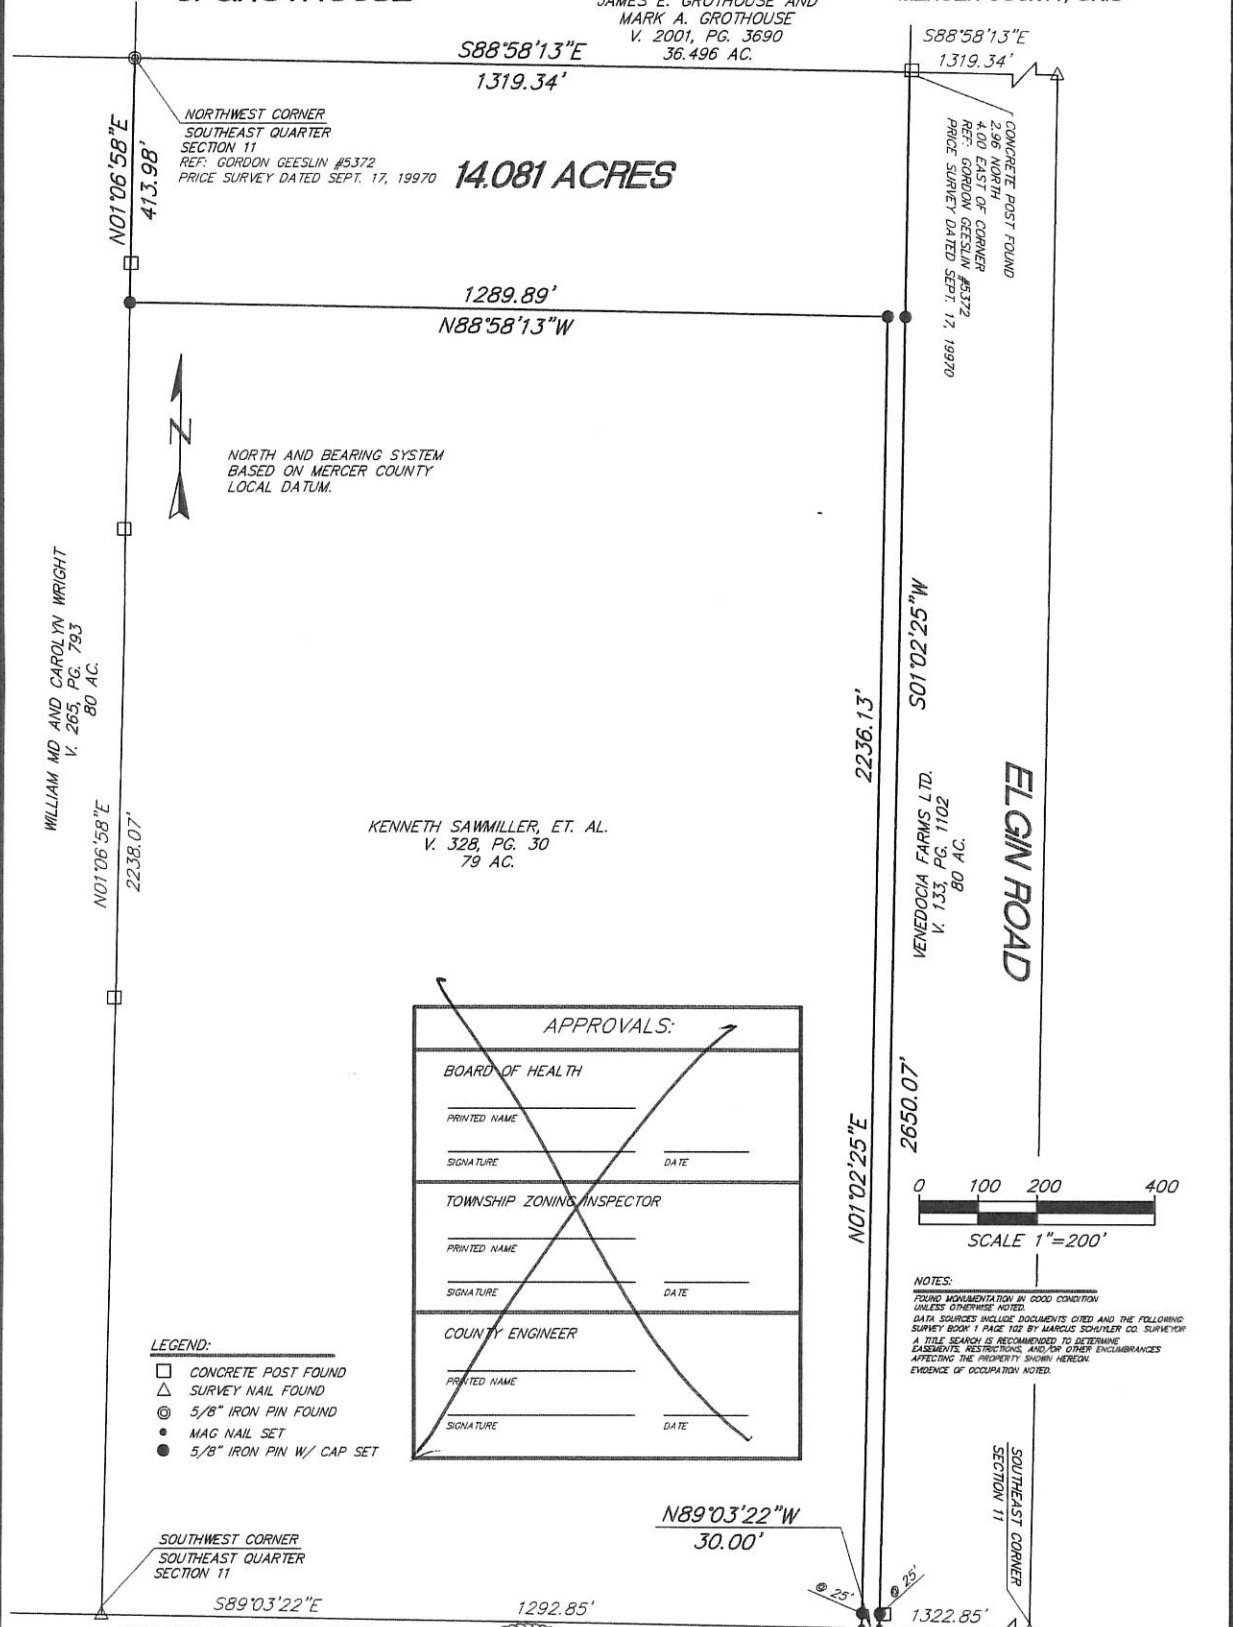 JAMES E. GROTHOUSE AND
MARK A. GROTHOUSE
V. 2001, PG. 3690
36.496 AC.
S88°58'13"E
1319.34'
S88°58'13"E
1319.34'
NORTHWEST CORNER
SOUTHEAST QUARTER
SECTION 11
REF: GORDON GEESLIN #5372
PRICE SURVEY DATED SEPT. 17, 19970
14.081 ACRES
N01°06'58"E
413.98'
CONCRETE POST FOUND
2.96 NORTH
4.00 EAST OF CORNER
REF: GORDON GEESLIN #5372
PRICE SURVEY DATED SEPT. 17, 19970
1289.89'
N88°58'13"W
N
NORTH AND BEARING SYSTEM
BASED ON MERCER COUNTY
LOCAL DATUM.
WILLIAM MD AND CAROLYN WRIGHT
V. 265, PG. 793
80 AC.
N01°06'58"E
2238.07'
KENNETH SAWMILLER, ET. AL.
V. 328, PG. 30
79 AC.
2236.13'
N01°02'25"E
S01°02'25"W
2650.07'
VENEDOCIA FARMS LTD.
V. 133, PG. 1102
80 AC.
ELGIN ROAD
APPROVALS:
BOARD OF HEALTH
PRINTED NAME
SIGNATURE DATE
TOWNSHIP ZONING INSPECTOR
PRINTED NAME
SIGNATURE DATE
COUNTY ENGINEER
PRINTED NAME
SIGNATURE DATE
0 100 200 400
SCALE 1"=200'
NOTES:
FOUND MONUMENTATION IN GOOD CONDITION
UNLESS OTHERWISE NOTED.
DATA SOURCES INCLUDE DOCUMENTS CITED AND THE FOLLOWING:
SURVEY BOOK 1 PAGE 102 BY MARCUS SCHUYLER CO. SURVEYOR
A TITLE SEARCH IS RECOMMENDED TO DETERMINE
EASEMENTS, RESTRICTIONS, AND/OR OTHER ENCUMBRANCES
AFFECTING THE PROPERTY SHOWN HEREON.
EVIDENCE OF OCCUPATION NOTED.
LEGEND:
CONCRETE POST FOUND
SURVEY NAIL FOUND
5/8" IRON PIN FOUND
MAG NAIL SET
5/8" IRON PIN W/ CAP SET
SOUTHEAST CORNER
SECTION 11
N89°03'22"W
30.00'
SOUTHWEST CORNER
SOUTHEAST QUARTER
SECTION 11
@ 25'
@ 25'
S89°03'22"E
1292.85'
1322.85'